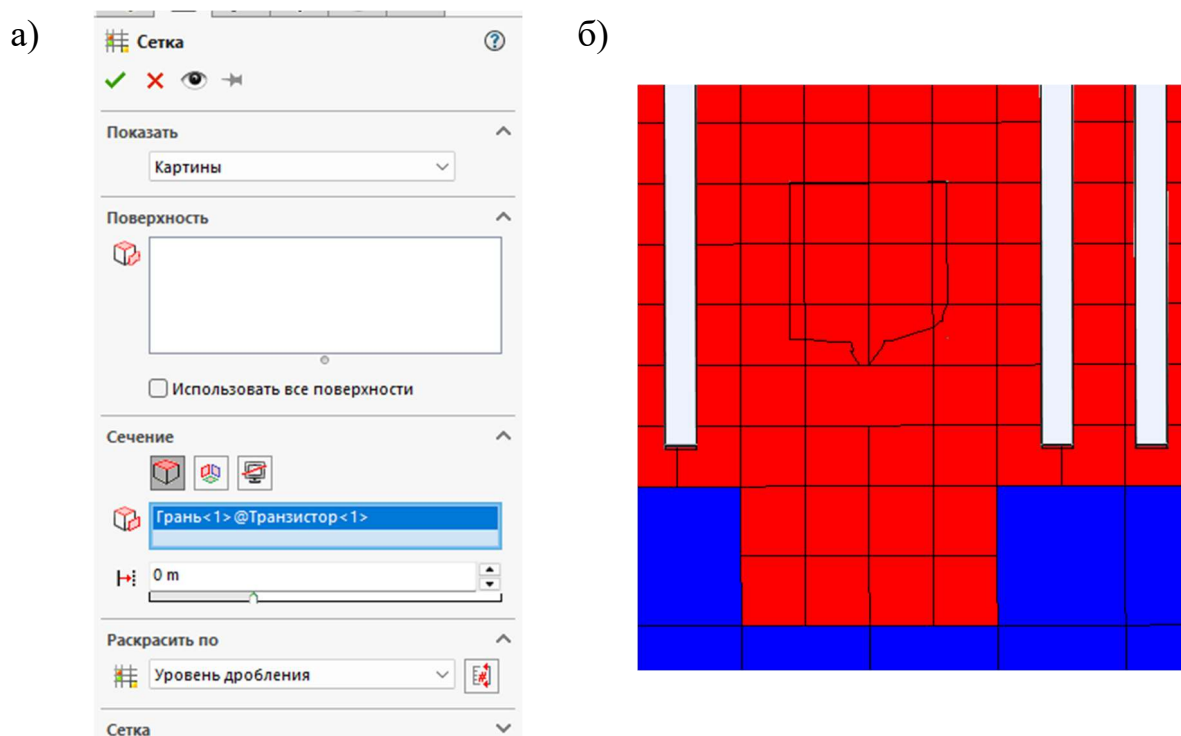 а)
б)
Сетка
Показать
Картины
Поверхность
Использовать все поверхности
Сечение
Грань<1>@Транзистор<1>
0 m
Раскрасить по
Уровень дробления
Сетка